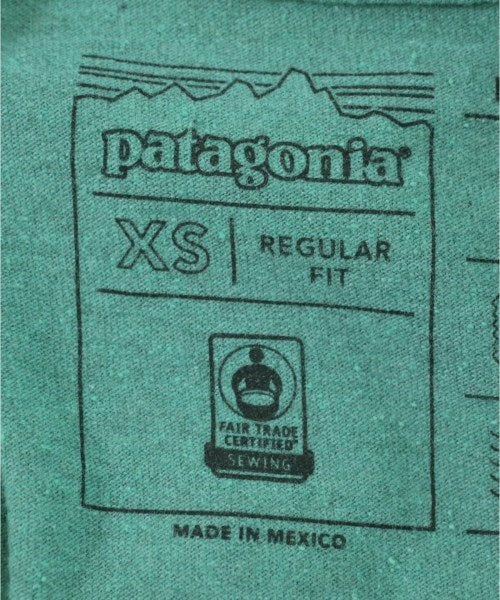 patagonia®
XS
REGULAR
FIT
FAIR TRADE
CERTIFIED®
SEWING
MADE IN MEXICO